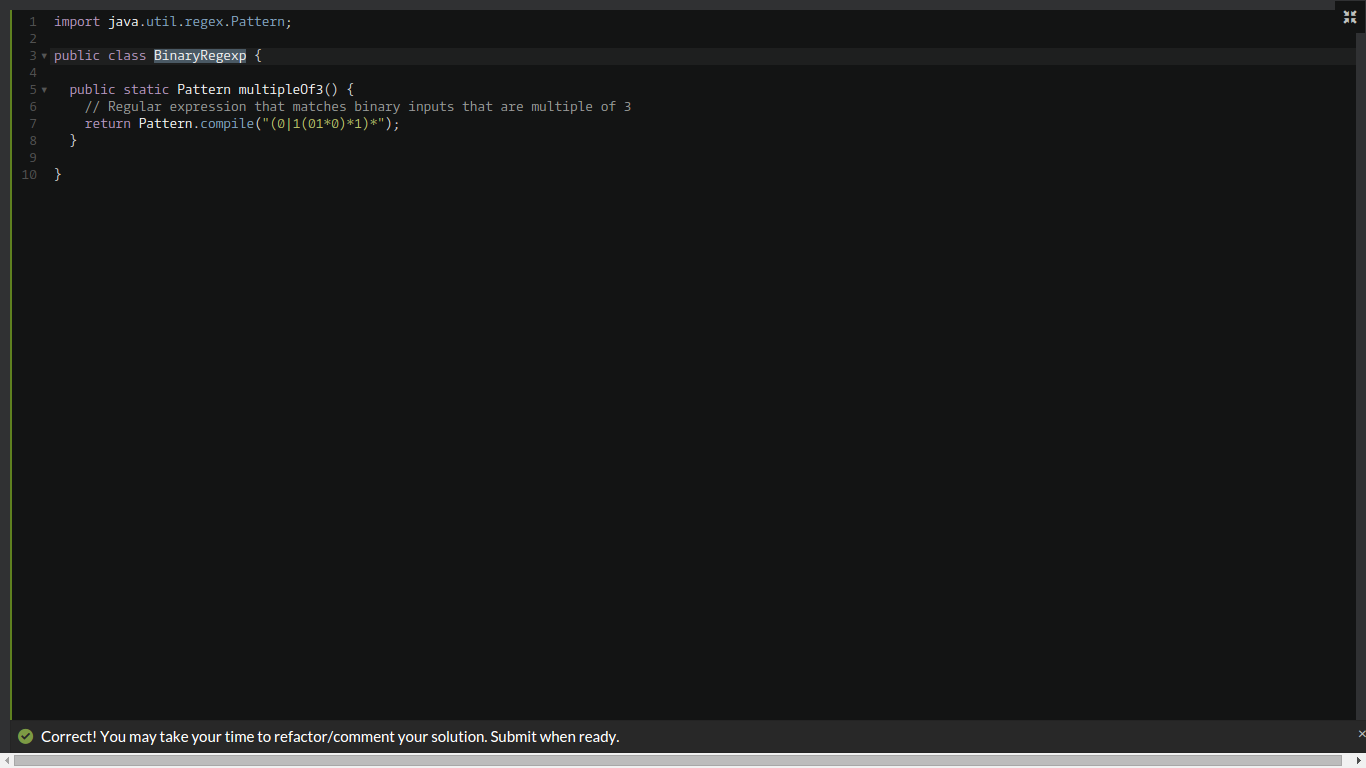 1 import java.util.regex.Pattern;
2
3 public class BinaryRegexp {
4
5 public static Pattern multipleOf3() {
6 // Regular expression that matches binary inputs that are multiple of 3
7 return Pattern.compile("(0|1(01*0)*1)*");
8 }
9
10 }
Correct! You may take your time to refactor/comment your solution. Submit when ready.